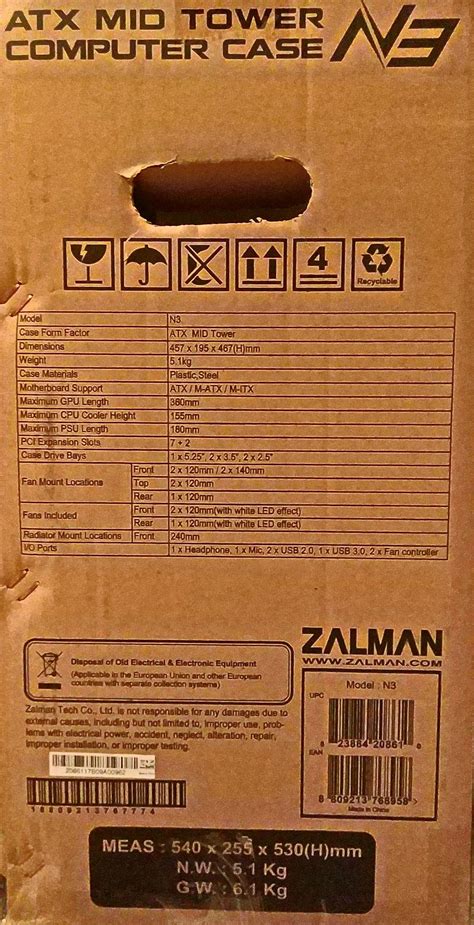 ATX MID TOWER
COMPUTER CASE N3
4
Recyclable
Model N3
Case Form Factor ATX MID Tower
Dimensions 457 x 195 x 467(H)mm
Weight 5.1kg
Case Materials Plastic,Steel
Motherboard Support ATX / M-ATX / M-ITX
Maximum GPU Length 360mm
Maximum CPU Cooler Height 155mm
Maximum PSU Length 180mm
PCI Expansion Slots 7 + 2
Case Drive Bays 1 x 5.25", 2 x 3.5", 2 x 2.5"
Fan Mount Locations Front 2 x 120mm / 2 x 140mm
Top 2 x 120mm
Rear 1 x 120mm
Fans Included Front 2 x 120mm(with white LED effect)
Rear 1 x 120mm(with white LED effect)
Radiator Mount Locations Front 240mm
I/O Ports 1 x Headphone, 1 x Mic, 2 x USB 2.0, 1 x USB 3.0, 2 x Fan controller
ZALMAN
WWW.ZALMAN.COM
Disposal of Old Electrical & Electronic Equipment
(Applicable in the European Union and other European
countries with separate collection systems)
Zalman Tech Co., Ltd. is not responsible for any damages due to
external causes, including but not limited to, improper use, prob-
lems with electrical power, accident, neglect, alteration, repair,
improper installation, or improper testing.
Model : N3
UPC
8 23884 20861 8
EAN
8 809213 768958 >
Made in China
18809213767774
MEAS : 540 x 255 x 530(H)mm
N.W. : 5.1 Kg
G.W. : 6.1 Kg